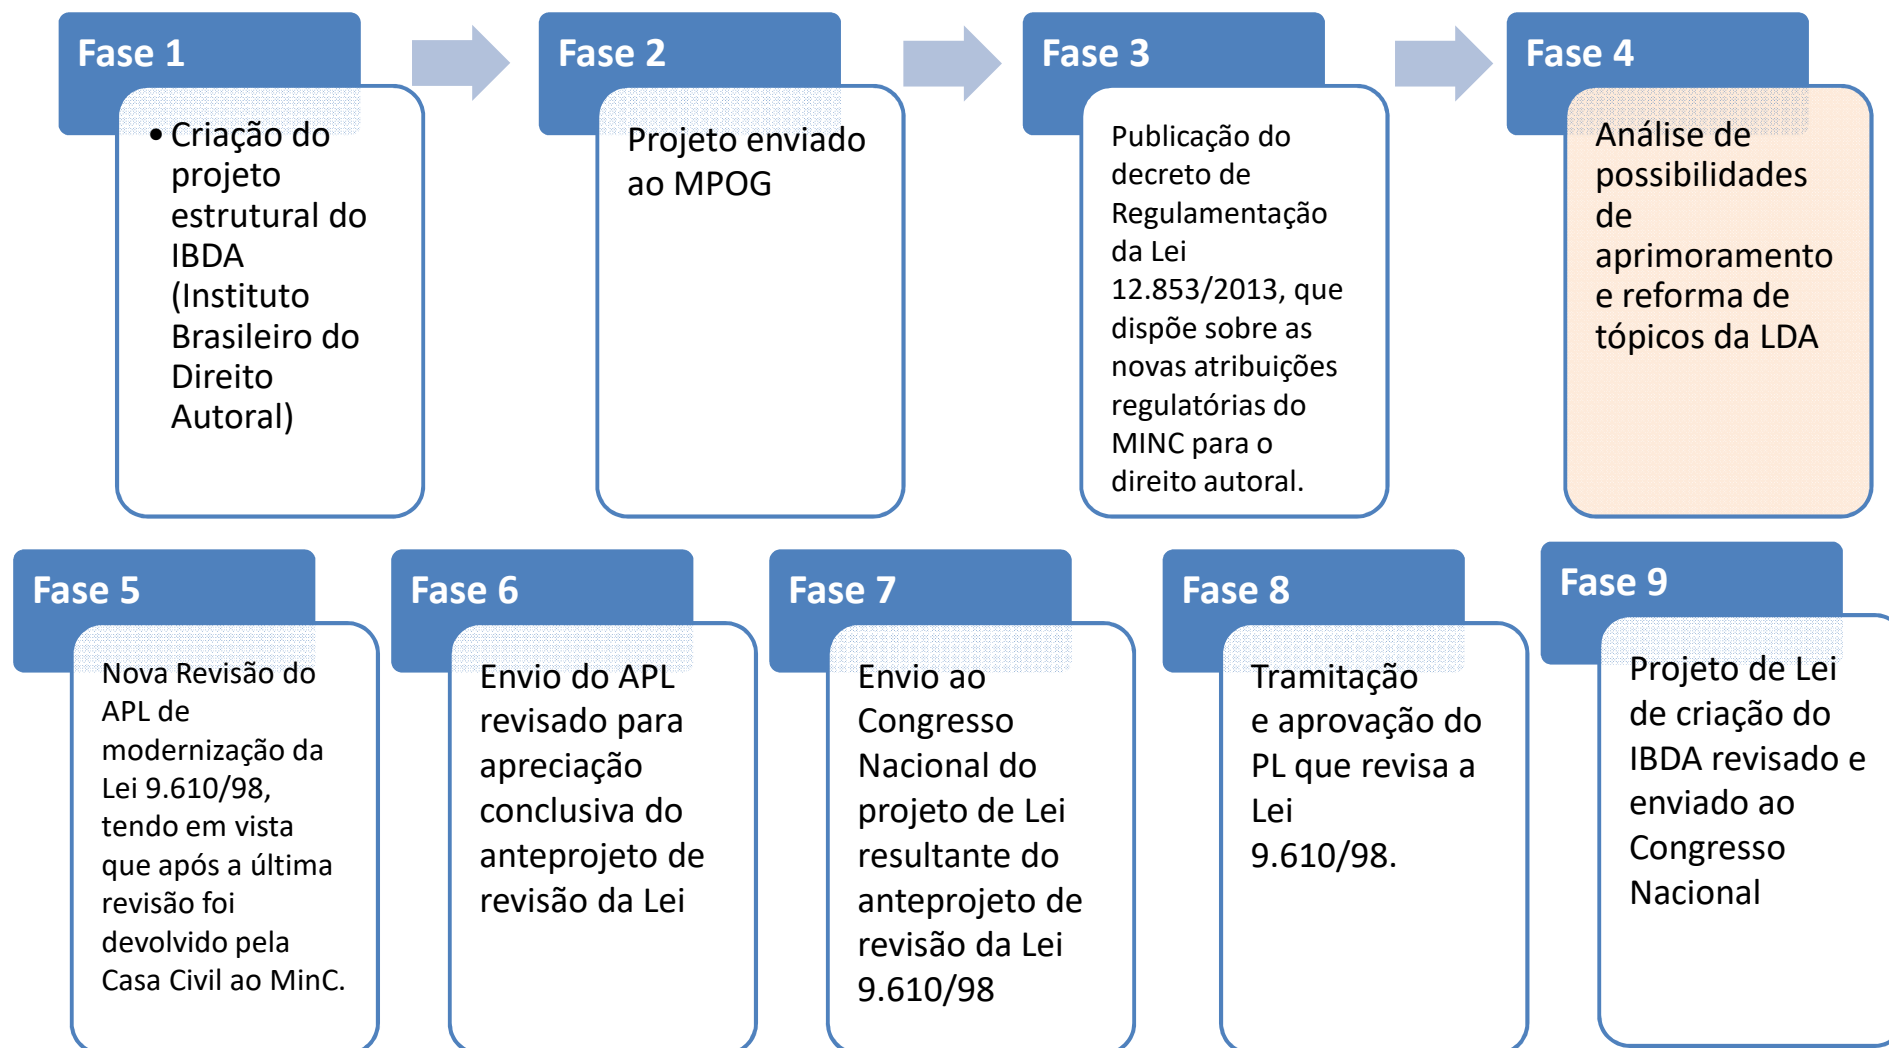 Fase 1
• Criação do
projeto
estrutural do
IBDA
(Instituto
Brasileiro do
Direito
Autoral)
Fase 2
Projeto enviado
ao MPOG
Fase 3
Publicação do
decreto de
Regulamentação
da Lei
12.853/2013, que
dispõe sobre as
novas atribuições
regulatórias do
MINC para o
direito autoral.
Fase 4
Análise de
possibilidades
de
aprimoramento
e reforma de
tópicos da LDA
Fase 5
Nova Revisão do
APL de
modernização da
Lei 9.610/98,
tendo em vista
que após a última
revisão foi
devolvido pela
Casa Civil ao MinC.
Fase 6
Envio do APL
revisado para
apreciação
conclusiva do
anteprojeto de
revisão da Lei
Fase 7
Envio ao
Congresso
Nacional do
projeto de Lei
resultante do
anteprojeto de
revisão da Lei
9.610/98
Fase 8
Tramitação
e aprovação do
PL que revisa a
Lei
9.610/98.
Fase 9
Projeto de Lei
de criação do
IBDA revisado e
enviado ao
Congresso
Nacional